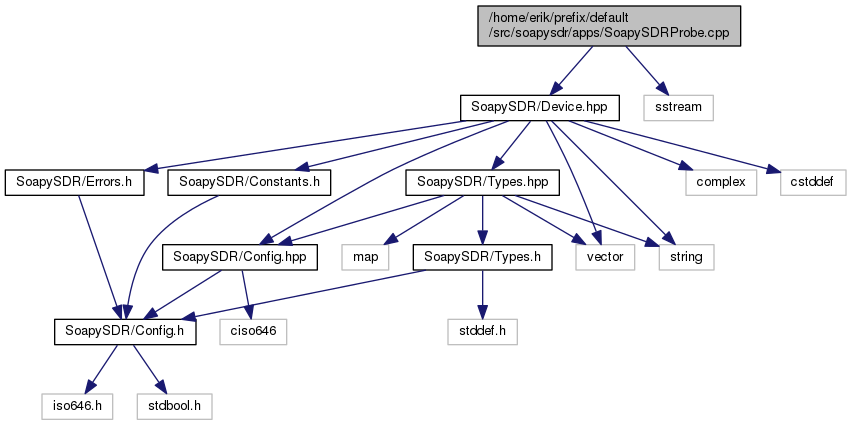 /home/erik/prefix/default
/src/soapysdr/apps/SoapySDRProbe.cpp
SoapySDR/Device.hpp
sstream
SoapySDR/Errors.h
SoapySDR/Constants.h
SoapySDR/Types.hpp
complex
cstddef
SoapySDR/Config.hpp
map
SoapySDR/Types.h
vector
string
SoapySDR/Config.h
ciso646
stddef.h
iso646.h
stdbool.h